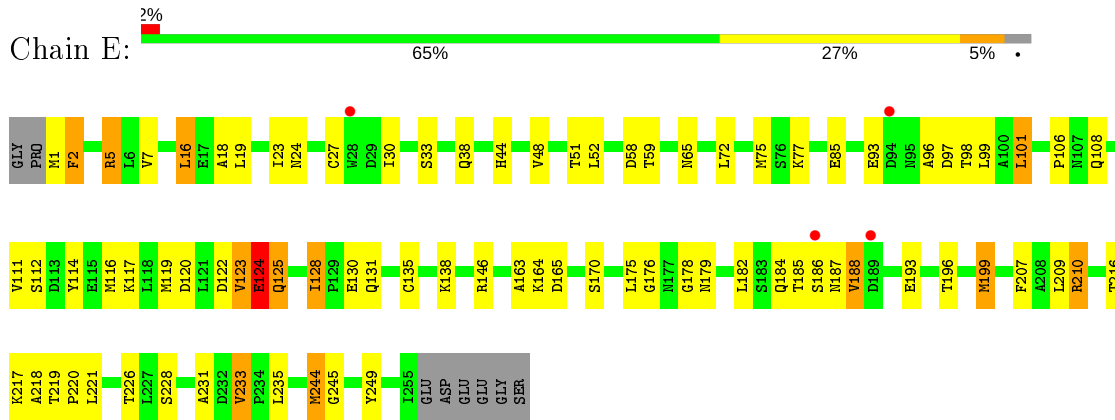 2%
Chain E:
65% 27% 5% •
GLY PRO M1 F2 R5 L6 V7 L16 E17 A18 L19 I23 N24 C27 W28 D29 I30 S33 Q38 H44 V48 T51 L52 D58 T59 N65 L72 M75 S76 K77 E85 E93 D94 N95 A96 D97 T98 L99 A100 L101 P106 N107 Q108
V111 S112 D113 Y114 E115 M116 K117 L118 M119 D120 L121 D122 V123 E124 Q125 I128 P129 E130 Q131 C135 K138 R146 A163 K164 D165 S170 L175 G176 N177 G178 N179 L182 S183 Q184 T185 S186 N187 V188 D189 E193 T196 M199 F207 A208 L209 R210 T216
K217 A218 T219 P220 L221 T226 L227 S228 A231 D232 V233 P234 L235 M244 G245 Y249 I255 GLU ASP GLU GLU GLY SER